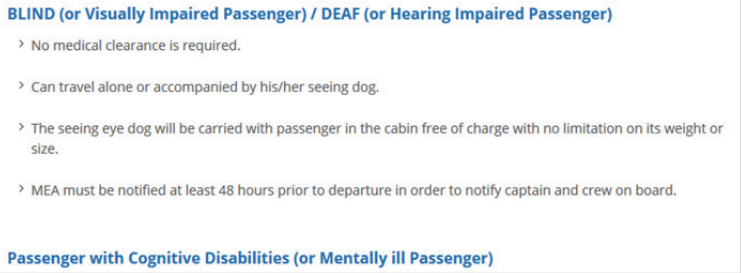 BLIND (or Visually Impaired Passenger) / DEAF (or Hearing Impaired Passenger)
No medical clearance is required.
Can travel alone or accompanied by his/her seeing dog.
The seeing eye dog will be carried with passenger in the cabin free of charge with no limitation on its weight or
size.
MEA must be notified at least 48 hours prior to departure in order to notify captain and crew on board.
Passenger with Cognitive Disabilities (or Mentally ill Passenger)